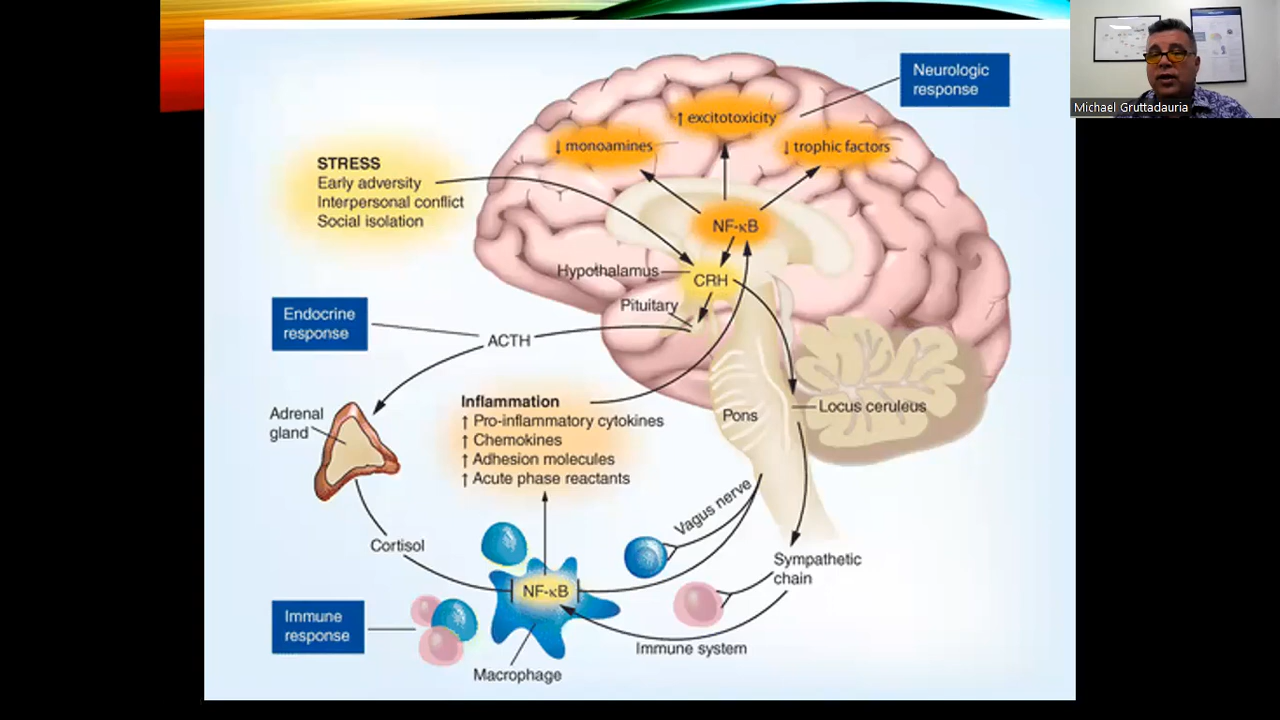 Michael Gruttadauria
Neurologic
response
↑ excitotoxicity
↓ monoamines
↓ trophic factors
STRESS
Early adversity
Interpersonal conflict
Social isolation
NF-κB
Hypothalamus
CRH
Pituitary
Endocrine
response
ACTH
Adrenal
gland
Inflammation
↑ Pro-inflammatory cytokines
↑ Chemokines
↑ Adhesion molecules
↑ Acute phase reactants
Pons
Locus ceruleus
Vagus nerve
Cortisol
Sympathetic
chain
NF-κB
Immune
response
Immune system
Macrophage